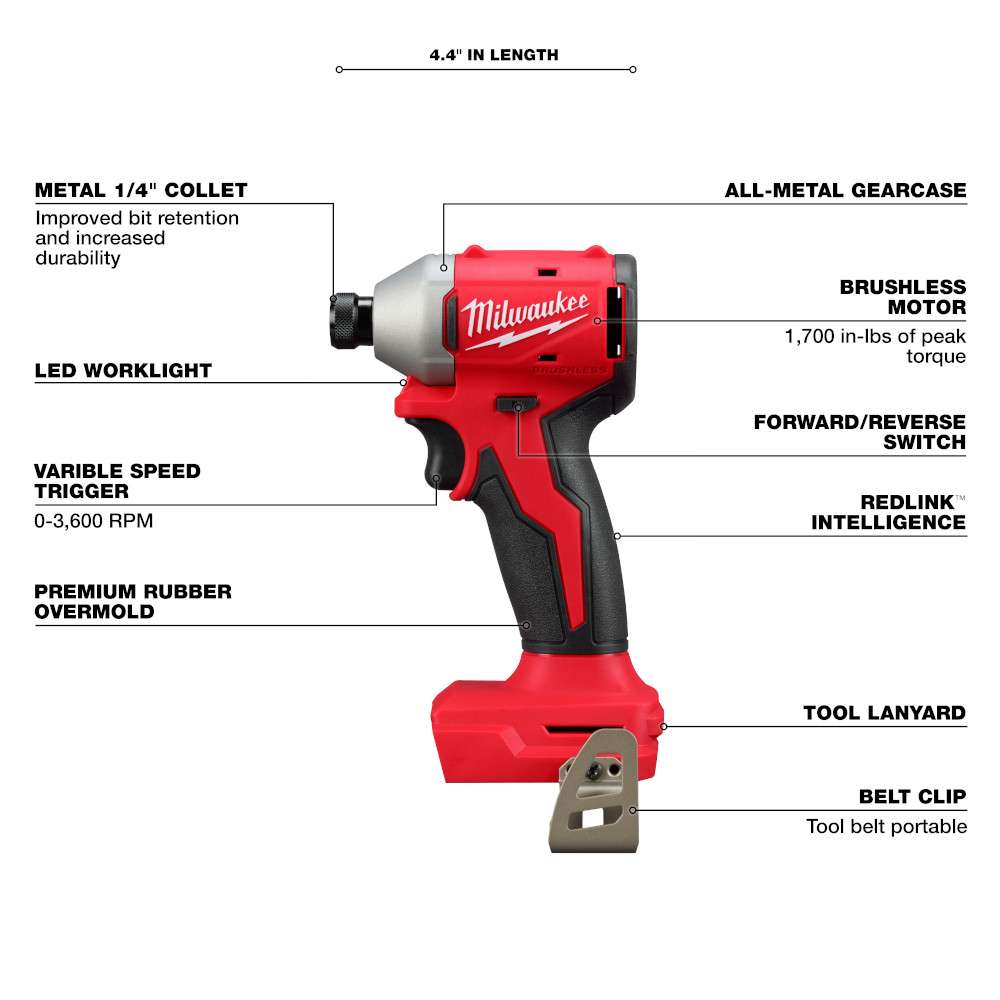 4.4" IN LENGTH
METAL 1/4" COLLET
Improved bit retention
and increased
durability
LED WORKLIGHT
VARIBLE SPEED
TRIGGER
0-3,600 RPM
PREMIUM RUBBER
OVERMOLD
Milwaukee
BRUSHLESS
ALL-METAL GEARCASE
BRUSHLESS
MOTOR
1,700 in-lbs of peak
torque
FORWARD/REVERSE
SWITCH
REDLINK™
INTELLIGENCE
TOOL LANYARD
BELT CLIP
Tool belt portable